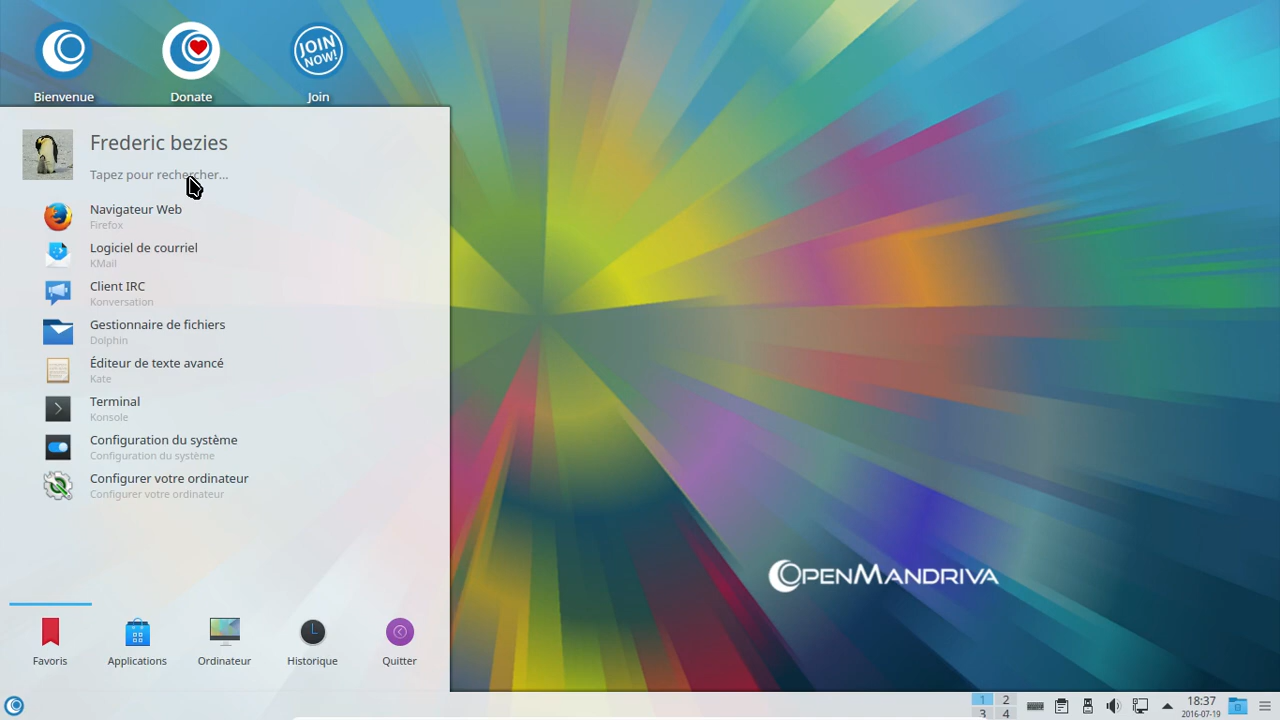 JOIN
NOW!
Bienvenue
Donate
Join
Frederic bezies
Tapez pour rechercher...
Navigateur Web
Firefox
Logiciel de courriel
KMail
Client IRC
Konversation
Gestionnaire de fichiers
Dolphin
Éditeur de texte avancé
Kate
Terminal
Konsole
Configuration du système
Configuration du système
Configurer votre ordinateur
Configurer votre ordinateur
OPENMANDRIVA
Favoris
Applications
Ordinateur
Historique
Quitter
1 2
3 4
18:37
2016-07-19